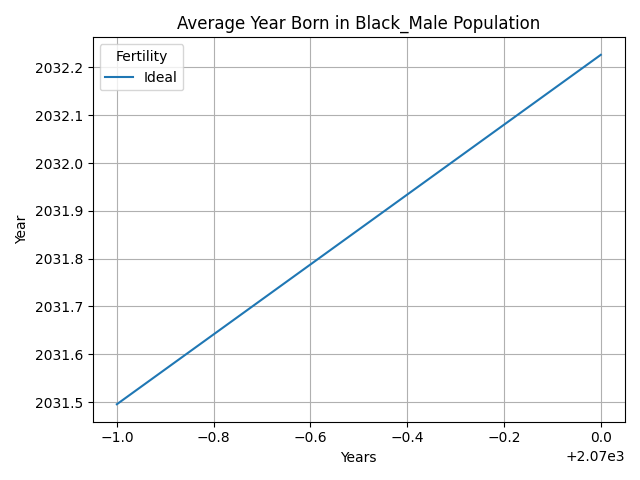 Average Year Born in Black_Male Population
Fertility
Ideal
Year
2032.2
2032.1
2032.0
2031.9
2031.8
2031.7
2031.6
2031.5
−1.0 −0.8 −0.6 −0.4 −0.2 0.0
Years
+2.07e3